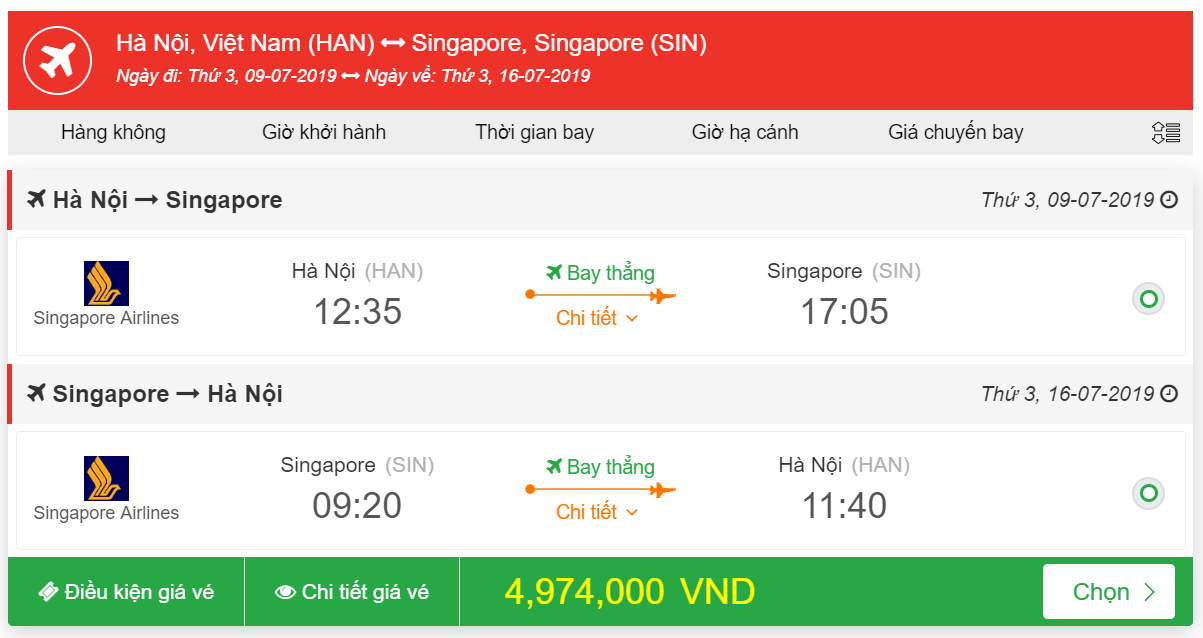 Hà Nội, Việt Nam (HAN) ↔ Singapore, Singapore (SIN)
Ngày đi: Thứ 3, 09-07-2019 ↔ Ngày về: Thứ 3, 16-07-2019
Hàng không Giờ khởi hành Thời gian bay Giờ hạ cánh Giá chuyến bay
Hà Nội → Singapore Thứ 3, 09-07-2019
Hà Nội (HAN) Bay thẳng Singapore (SIN)
Singapore Airlines 12:35 Chi tiết 17:05
Singapore → Hà Nội Thứ 3, 16-07-2019
Singapore (SIN) Bay thẳng Hà Nội (HAN)
Singapore Airlines 09:20 Chi tiết 11:40
Điều kiện giá vé Chi tiết giá vé 4,974,000 VND Chọn